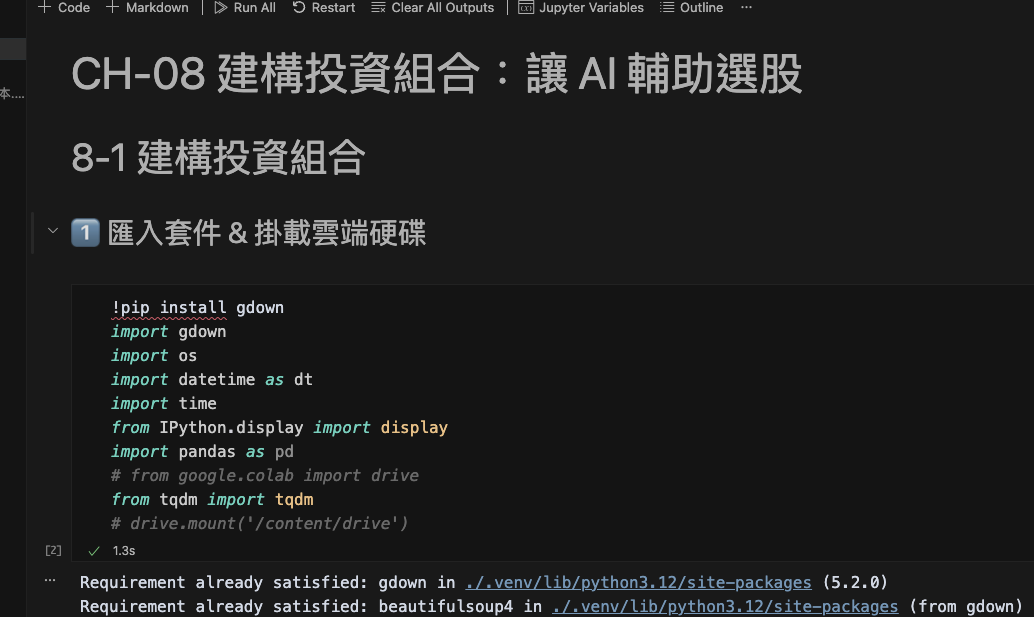 Code Markdown Run All Restart Clear All Outputs Jupyter Variables Outline ...
本....
CH-08 建構投資組合：讓 AI 輔助選股
8-1 建構投資組合
1 匯入套件 & 掛載雲端硬碟
!pip install gdown
import gdown
import os
import datetime as dt
import time
from IPython.display import display
import pandas as pd
# from google.colab import drive
from tqdm import tqdm
# drive.mount('/content/drive')
[2] 1.3s
... Requirement already satisfied: gdown in ./.venv/lib/python3.12/site-packages (5.2.0)
Requirement already satisfied: beautifulsoup4 in ./.venv/lib/python3.12/site-packages (from gdown)